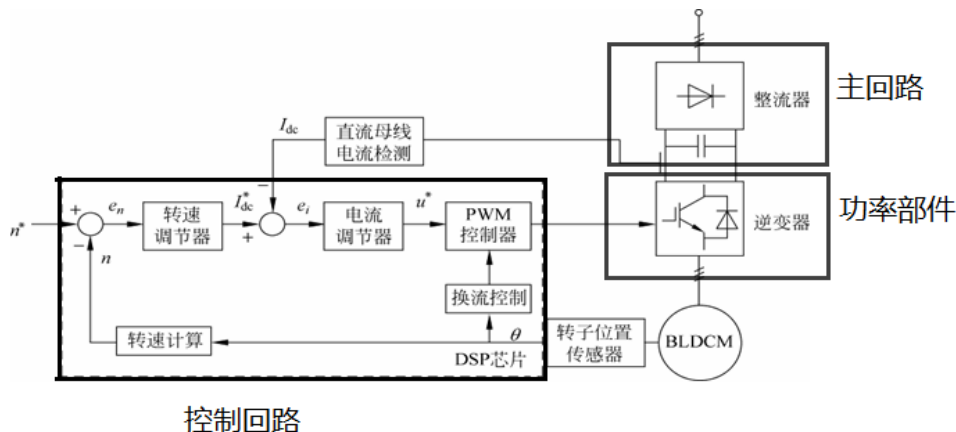 整流器
主回路
I_dc
直流母线
电流检测
n*
+
−
e_n
转速
调节器
I*_dc
−
+
e_i
电流
调节器
u*
PWM
控制器
逆变器
功率部件
n
换流控制
转速计算
θ
DSP芯片
转子位置
传感器
BLDCM
控制回路